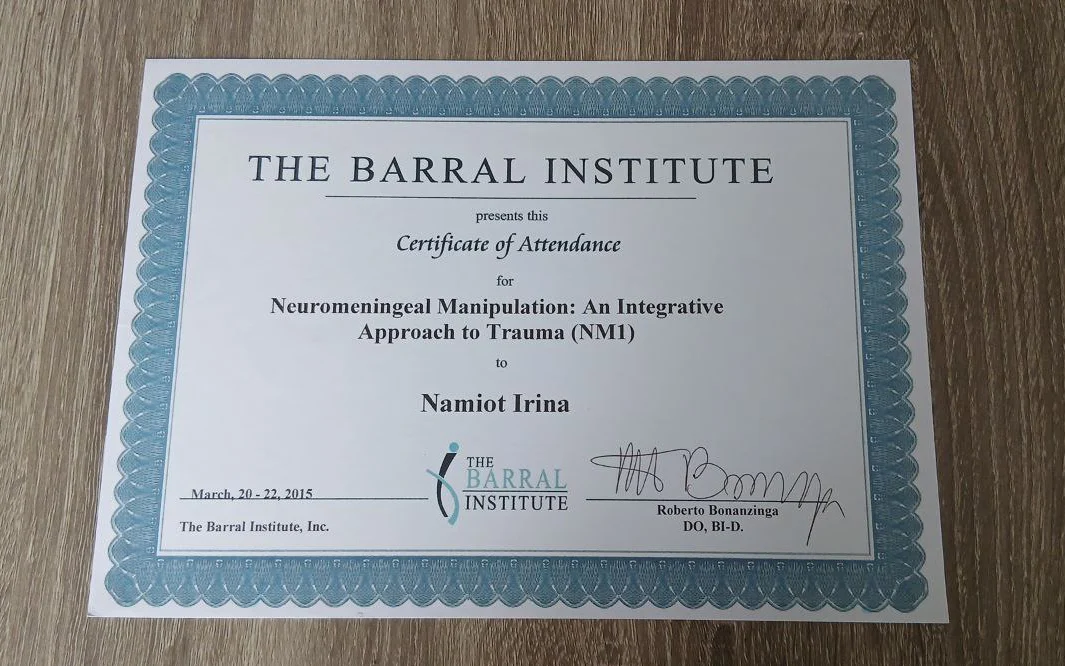 THE BARRAL INSTITUTE
presents this
Certificate of Attendance
for
Neuromeningeal Manipulation: An Integrative
Approach to Trauma (NM1)
to
Namiot Irina
March, 20 - 22, 2015
The Barral Institute, Inc.
THE
BARRAL
INSTITUTE
Roberto Bonanzinga
DO, BI-D.